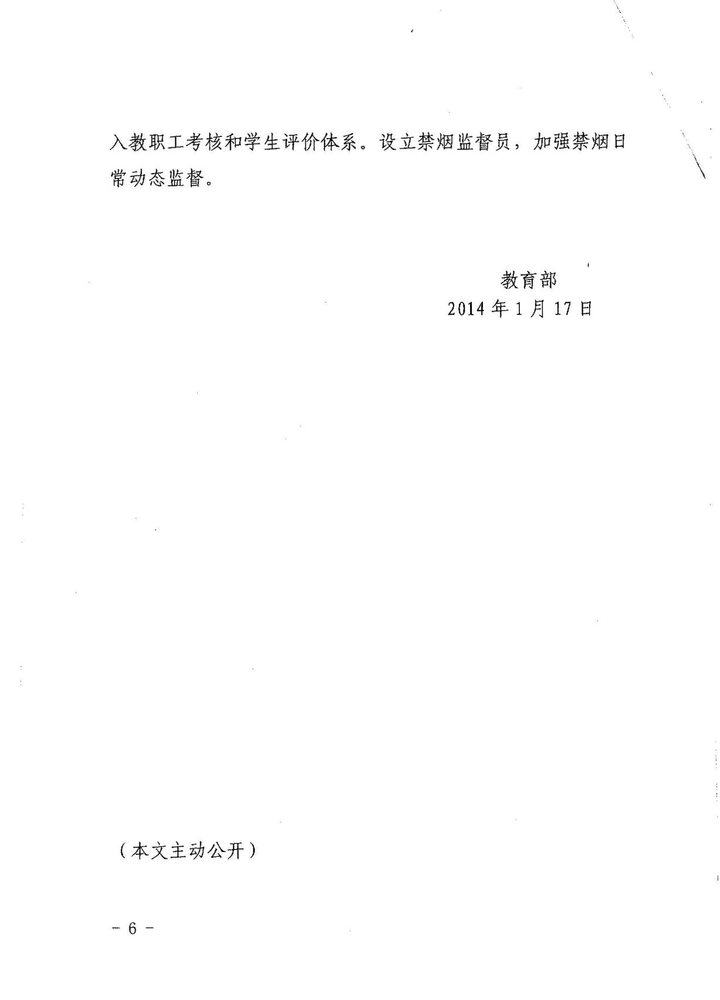 入教职工考核和学生评价体系。设立禁烟监督员，加强禁烟日
常动态监督。
教育部
2014年1月17日
（本文主动公开）
- 6 -